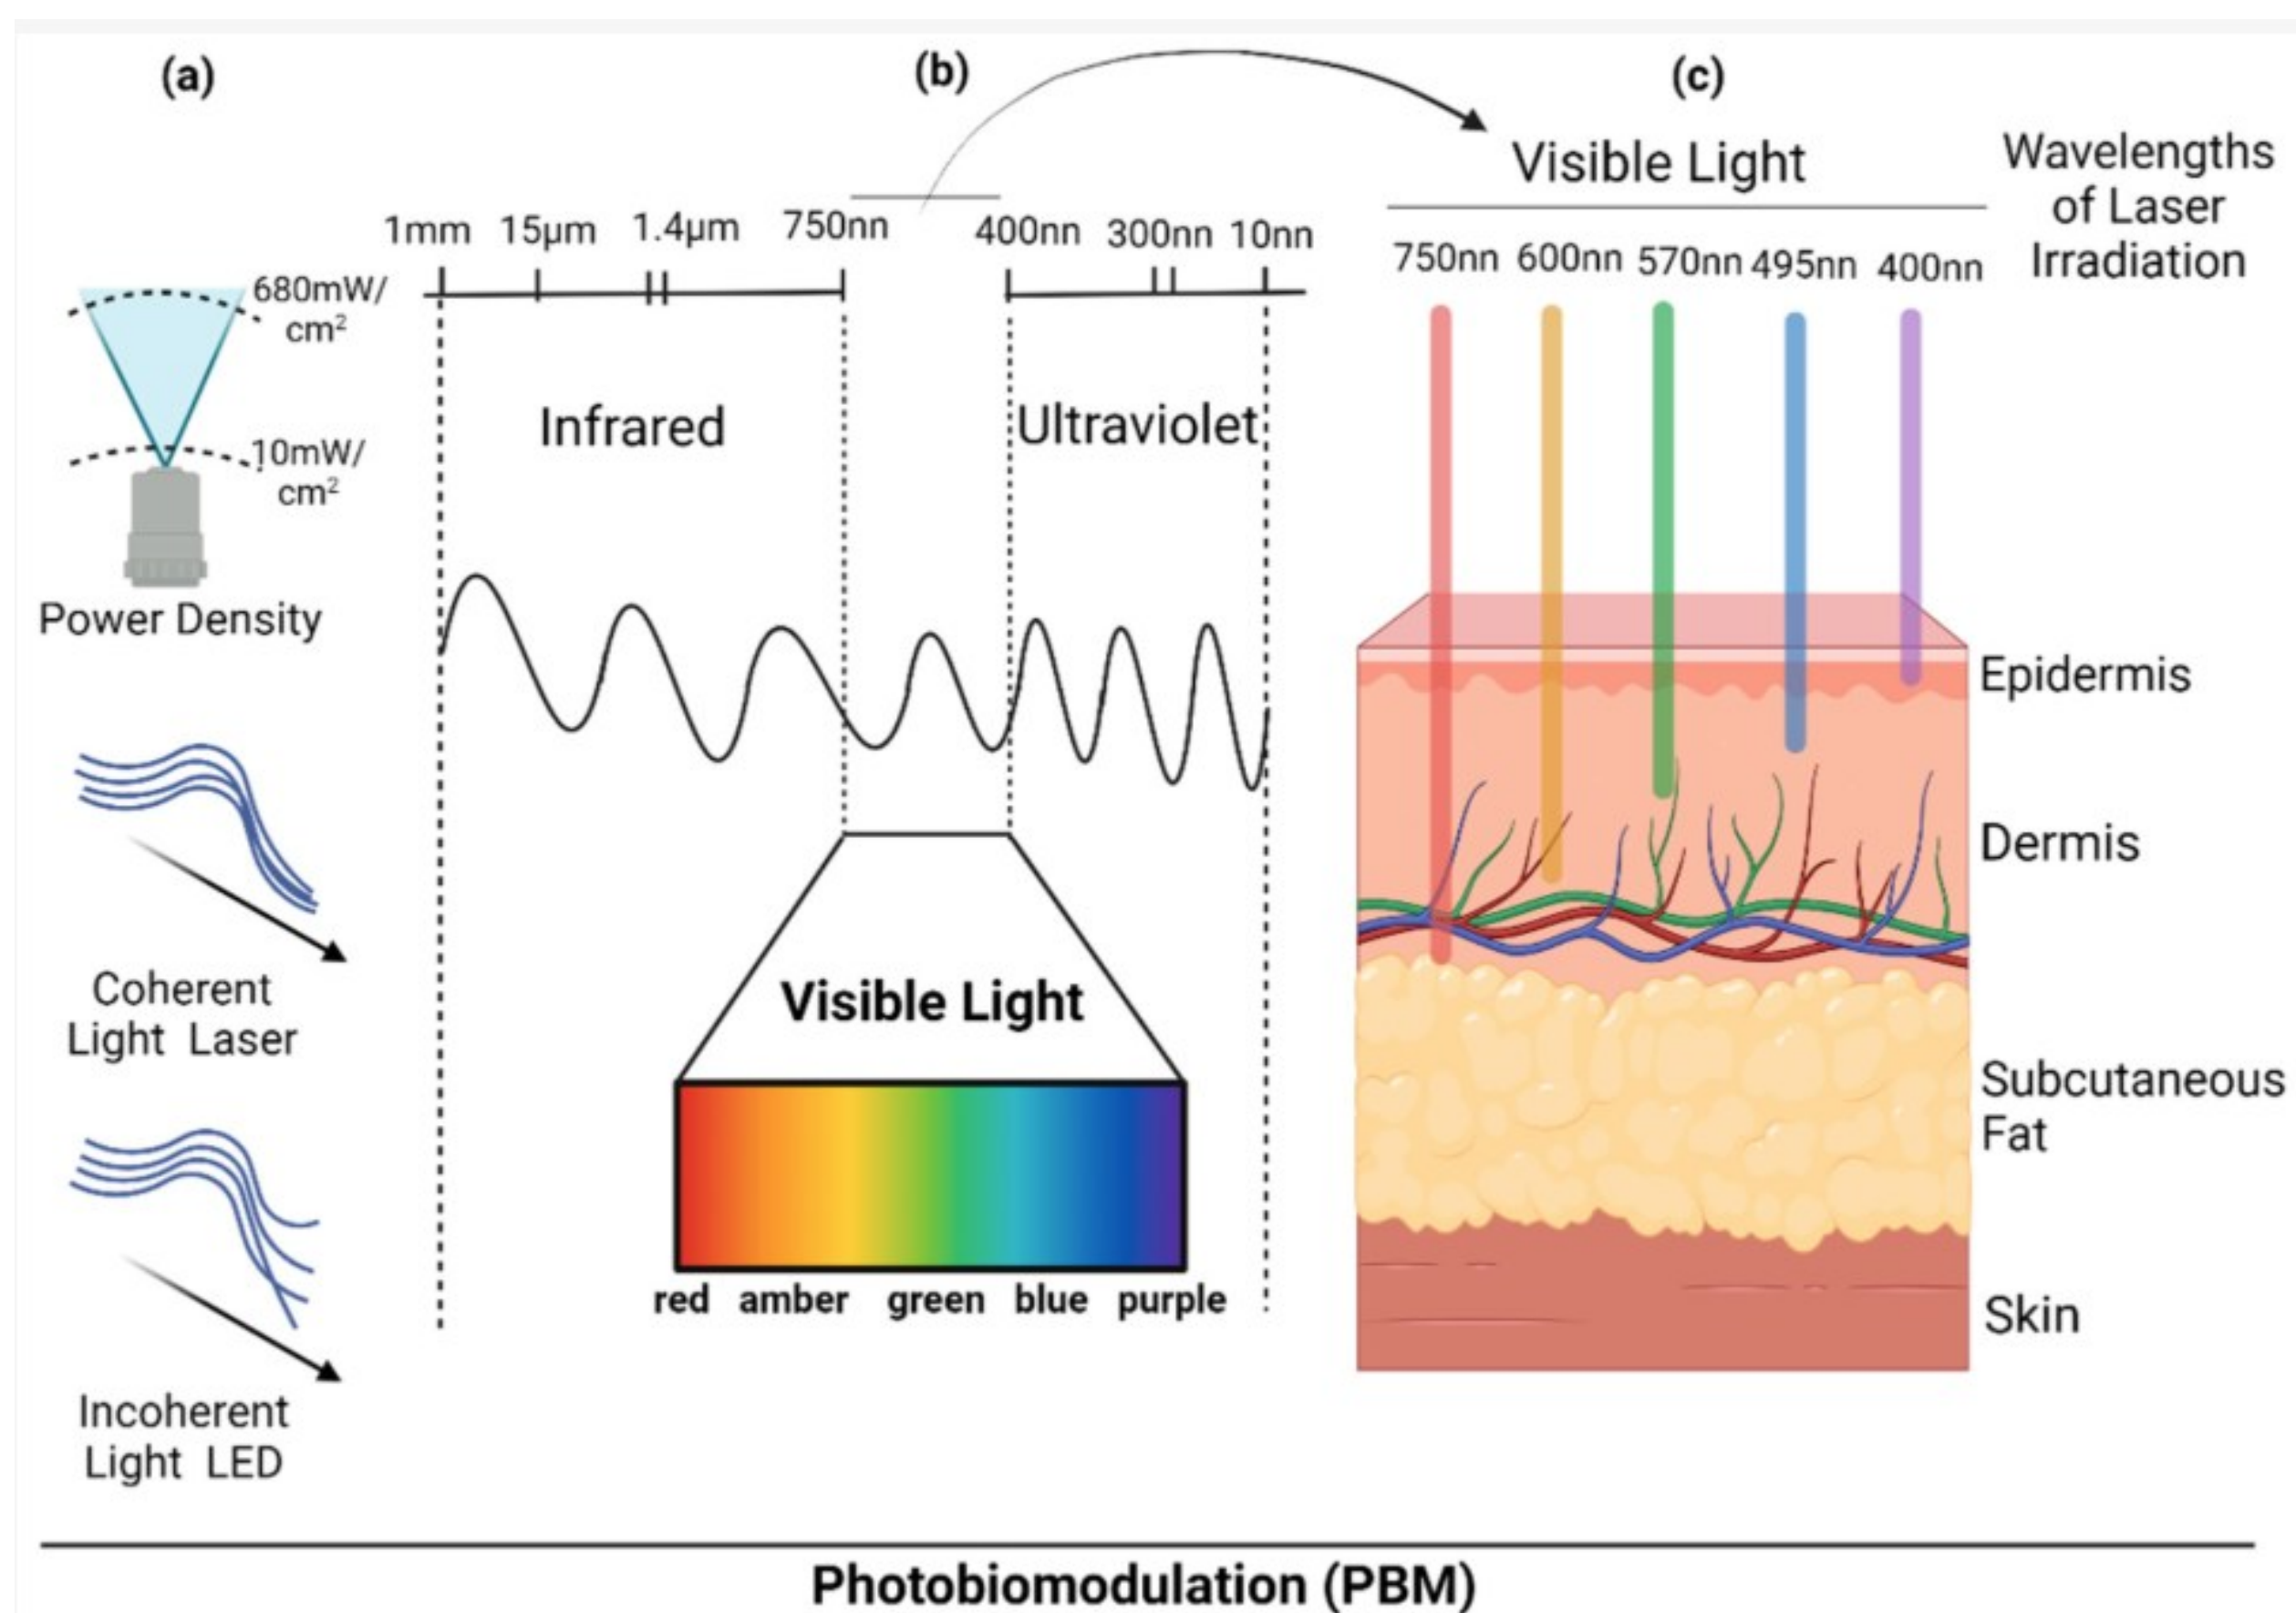 (a)
680mW/
cm²
10mW/
cm²
Power Density
Coherent
Light Laser
Incoherent
Light LED
(b)
1mm 15µm 1.4µm 750nn 400nn 300nn 10nn
Infrared
Ultraviolet
Visible Light
red amber green blue purple
(c)
Visible Light
Wavelengths
of Laser
Irradiation
750nn 600nn 570nn 495nn 400nn
Epidermis
Dermis
Subcutaneous
Fat
Skin
Photobiomodulation (PBM)